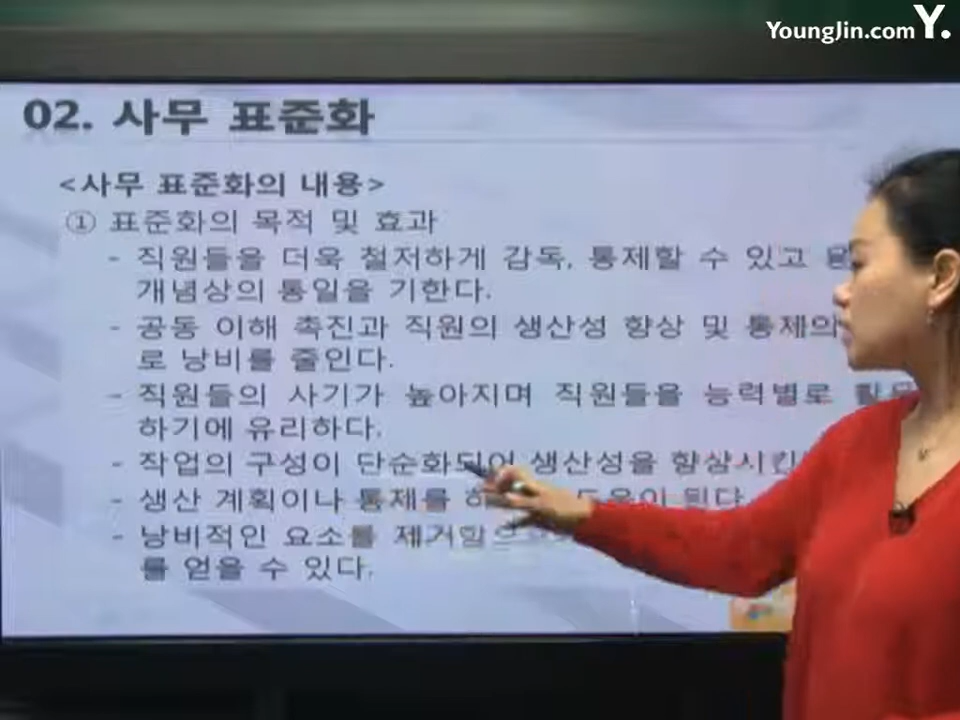 YoungJin.com Y.
02. 사무 표준화
<사무 표준화의 내용>
① 표준화의 목적 및 효과
- 직원들을 더욱 철저하게 감독, 통제할 수 있고
개념상의 통일을 기한다.
- 공동 이해 촉진과 직원의 생산성 향상 및 통제의
로 낭비를 줄인다.
- 직원들의 사기가 높아지며 직원들을 능력별로
하기에 유리하다.
- 작업의 구성이 단순화되어 생산성을 향상시킨
- 생산 계획이나 통제를 도움이 된다.
- 낭비적인 요소를 제거함으로
를 얻을 수 있다.